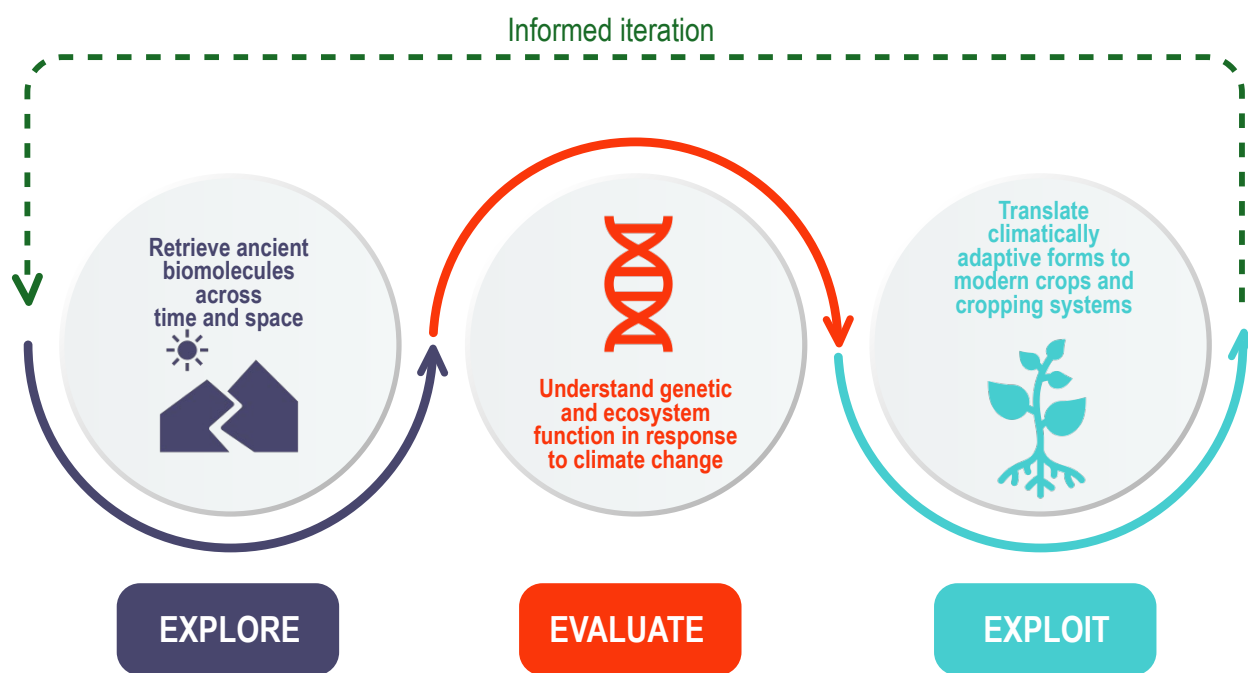 Informed iteration
Retrieve ancient
biomolecules
across
time and space
Understand genetic
and ecosystem
function in response
to climate change
Translate
climatically
adaptive forms to
modern crops and
cropping systems
EXPLORE
EVALUATE
EXPLOIT